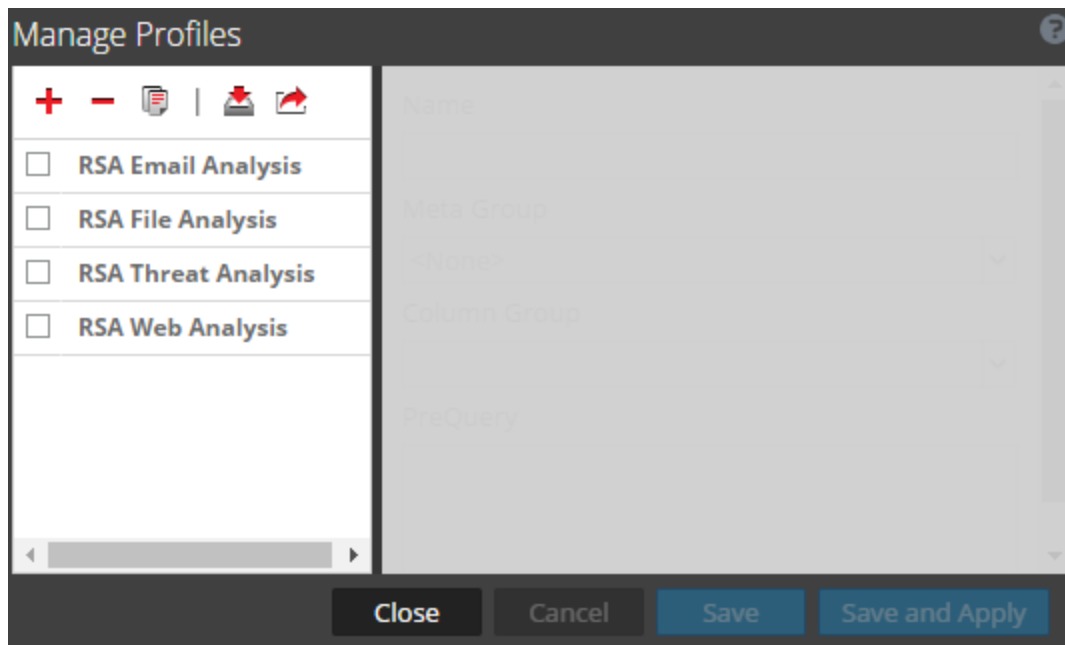 Manage Profiles
?
RSA Email Analysis
RSA File Analysis
RSA Threat Analysis
RSA Web Analysis
Name
Meta Group
<None>
Column Group
PreQuery
Close
Cancel
Save
Save and Apply